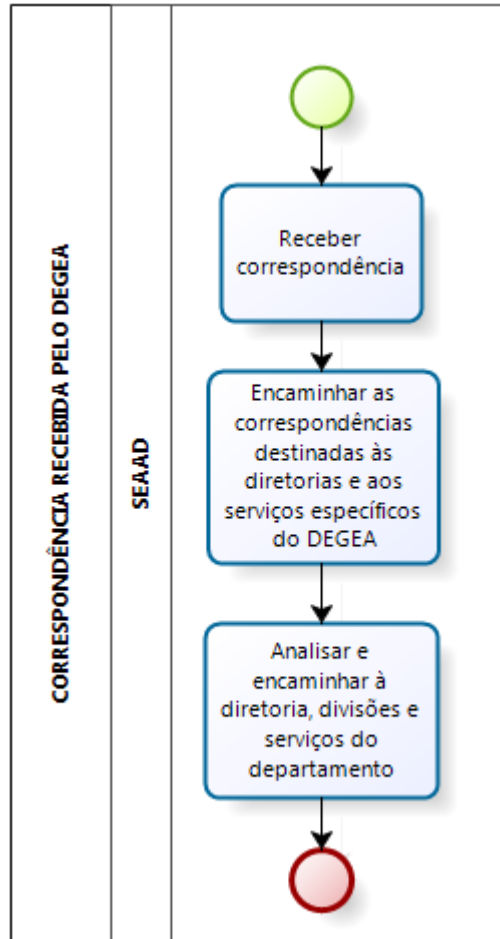 CORRESPONDÊNCIA RECEBIDA PELO DEGEA
SEAAD
Receber
correspondência
Encaminhar as
correspondências
destinadas às
diretorias e aos
serviços específicos
do DEGEA
Analisar e
encaminhar à
diretoria, divisões e
serviços do
departamento